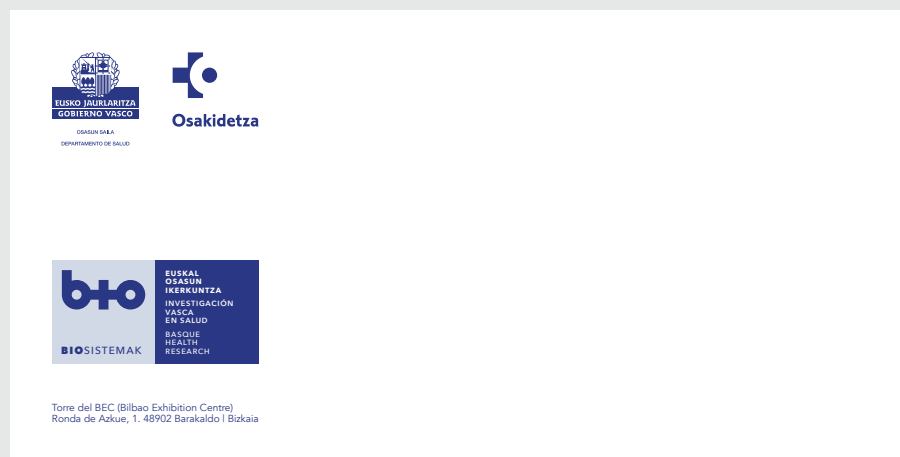 EUSKO JAURLARITZA
GOBIERNO VASCO
OSASUN SAILA
DEPARTAMENTO DE SALUD
Osakidetza
bio
BIOSISTEMAK
EUSKAL
OSASUN
IKERKUNTZA
INVESTIGACIÓN
VASCA
EN SALUD
BASQUE
HEALTH
RESEARCH
Torre del BEC (Bilbao Exhibition Centre)
Ronda de Azkue, 1. 48902 Barakaldo | Bizkaia